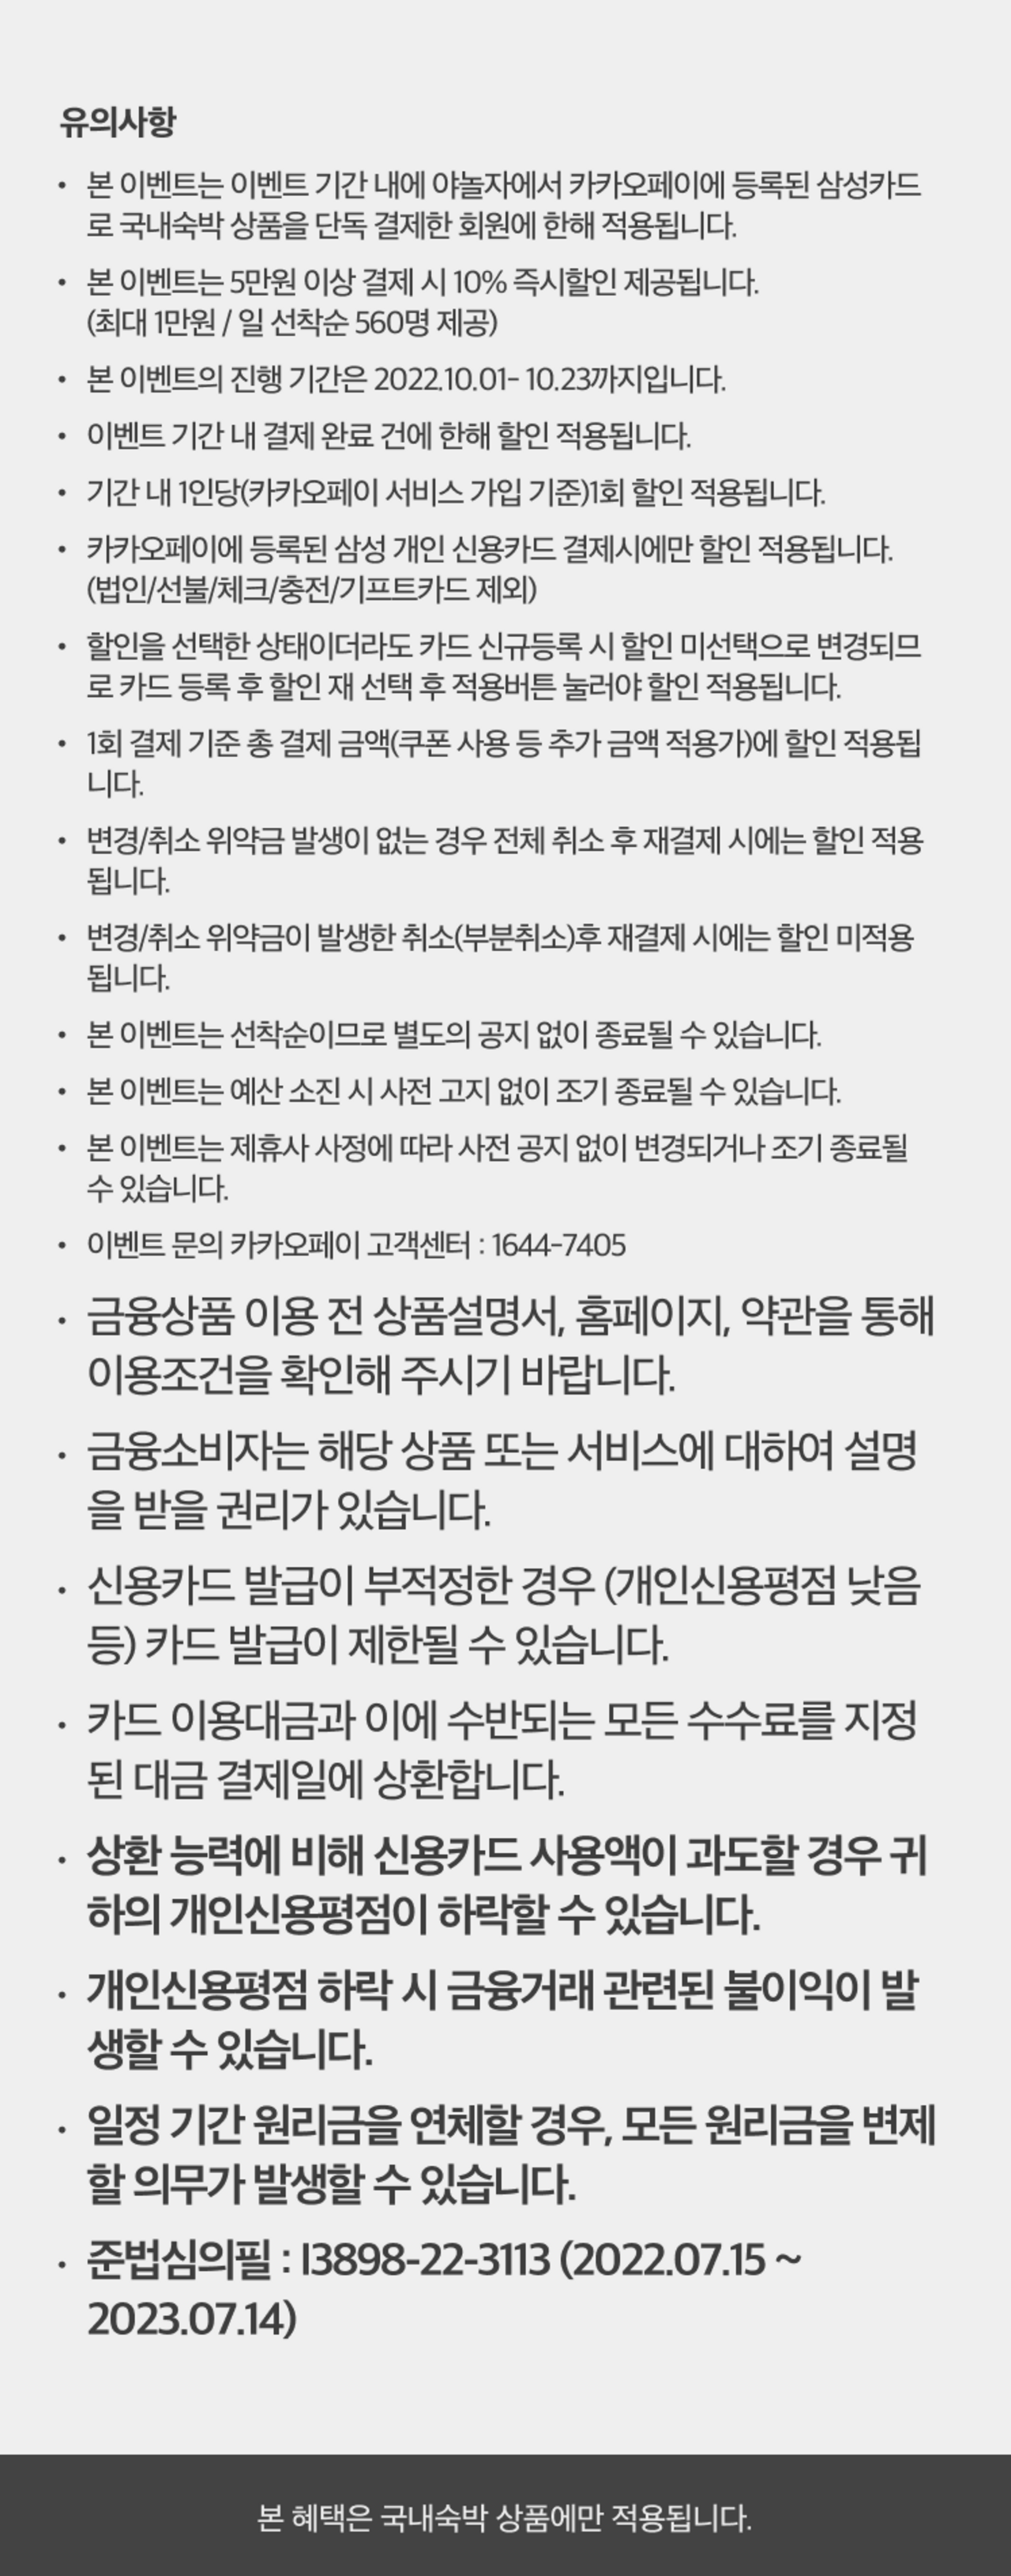 유의사항
• 본 이벤트는 이벤트 기간 내에 야놀자에서 카카오페이에 등록된 삼성카드
로 국내숙박 상품을 단독 결제한 회원에 한해 적용됩니다.
• 본 이벤트는 5만원 이상 결제 시 10% 즉시할인 제공됩니다.
(최대 1만원 / 일 선착순 560명 제공)
• 본 이벤트의 진행 기간은 2022.10.01- 10.23까지입니다.
• 이벤트 기간 내 결제 완료 건에 한해 할인 적용됩니다.
• 기간 내 1인당(카카오페이 서비스 가입 기준)1회 할인 적용됩니다.
• 카카오페이에 등록된 삼성 개인 신용카드 결제시에만 할인 적용됩니다.
(법인/선불/체크/충전/기프트카드 제외)
• 할인을 선택한 상태이더라도 카드 신규등록 시 할인 미선택으로 변경되므
로 카드 등록 후 할인 재 선택 후 적용버튼 눌러야 할인 적용됩니다.
• 1회 결제 기준 총 결제 금액(쿠폰 사용 등 추가 금액 적용가)에 할인 적용됩
니다.
• 변경/취소 위약금 발생이 없는 경우 전체 취소 후 재결제 시에는 할인 적용
됩니다.
• 변경/취소 위약금이 발생한 취소(부분취소)후 재결제 시에는 할인 미적용
됩니다.
• 본 이벤트는 선착순이므로 별도의 공지 없이 종료될 수 있습니다.
• 본 이벤트는 예산 소진 시 사전 고지 없이 조기 종료될 수 있습니다.
• 본 이벤트는 제휴사 사정에 따라 사전 공지 없이 변경되거나 조기 종료될
수 있습니다.
• 이벤트 문의 카카오페이 고객센터 : 1644-7405
• 금융상품 이용 전 상품설명서, 홈페이지, 약관을 통해
이용조건을 확인해 주시기 바랍니다.
• 금융소비자는 해당 상품 또는 서비스에 대하여 설명
을 받을 권리가 있습니다.
• 신용카드 발급이 부적정한 경우 (개인신용평점 낮음
등) 카드 발급이 제한될 수 있습니다.
• 카드 이용대금과 이에 수반되는 모든 수수료를 지정
된 대금 결제일에 상환합니다.
• 상환 능력에 비해 신용카드 사용액이 과도할 경우 귀
하의 개인신용평점이 하락할 수 있습니다.
• 개인신용평점 하락 시 금융거래 관련된 불이익이 발
생할 수 있습니다.
• 일정 기간 원리금을 연체할 경우, 모든 원리금을 변제
할 의무가 발생할 수 있습니다.
• 준법심의필 : I3898-22-3113 (2022.07.15 ~
2023.07.14)
본 혜택은 국내숙박 상품에만 적용됩니다.